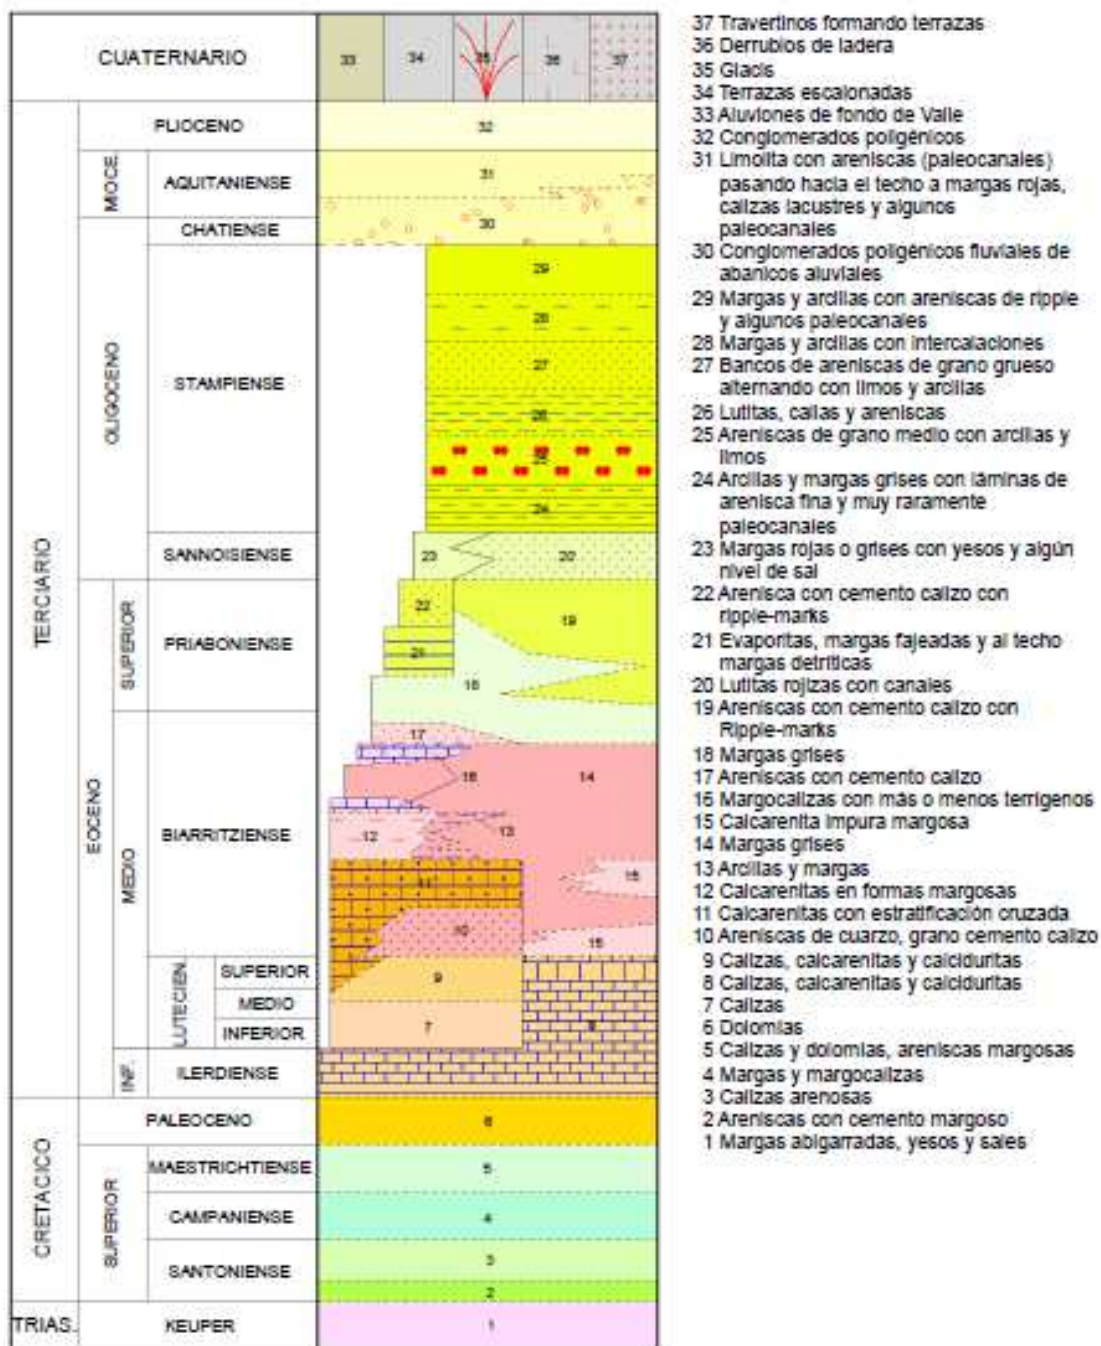 CUATERNARIO
33
34
35
36
37
TERCIARIO
PLIOCENO
32
MIOCE.
AQUITANIENSE
31
CHATIENSE
30
OLIGOCENO
STAMPIENSE
29
28
27
26
25
24
SANNOISIENSE
23
20
EOCENO
SUPERIOR
PRIABONIENSE
22
19
21
18
MEDIO
BIARRITZIENSE
17
16
14
12
13
11
15
10
15
LUTECIEN.
SUPERIOR
9
MEDIO
INFERIOR
7
8
INF.
ILERDIENSE
CRETACICO
PALEOCENO
6
SUPERIOR
MAESTRICHTIENSE
5
CAMPANIENSE
4
SANTONIENSE
3
2
TRIAS.
KEUPER
1
37 Travertinos formando terrazas
36 Derrubios de ladera
35 Glacis
34 Terrazas escalonadas
33 Aluviones de fondo de Valle
32 Conglomerados poligénicos
31 Limolita con areniscas (paleocanales)
pasando hacia el techo a margas rojas,
calizas lacustres y algunos
paleocanales
30 Conglomerados poligénicos fluviales de
abanicos aluviales
29 Margas y arcillas con areniscas de ripple
y algunos paleocanales
28 Margas y arcillas con intercalaciones
27 Bancos de areniscas de grano grueso
alternando con limos y arcillas
26 Lutitas, calias y areniscas
25 Areniscas de grano medio con arcillas y
limos
24 Arcillas y margas grises con láminas de
arenisca fina y muy raramente
paleocanales
23 Margas rojas o grises con yesos y algún
nivel de sal
22 Arenisca con cemento calizo con
ripple-marks
21 Evaporitas, margas fajeadas y al techo
margas detríticas
20 Lutitas rojizas con canales
19 Areniscas con cemento calizo con
Ripple-marks
18 Margas grises
17 Areniscas con cemento calizo
16 Margocalizas con más o menos terrígenos
15 Calcarenita impura margosa
14 Margas grises
13 Arcillas y margas
12 Calcarenitas en formas margosas
11 Calcarenitas con estratificación cruzada
10 Areniscas de cuarzo, grano cemento calizo
9 Calizas, calcarenitas y calciduritas
8 Calizas, calcarenitas y calciduritas
7 Calizas
6 Dolomías
5 Calizas y dolomías, areniscas margosas
4 Margas y margocalizas
3 Calizas arenosas
2 Areniscas con cemento margoso
1 Margas abigarradas, yesos y sales